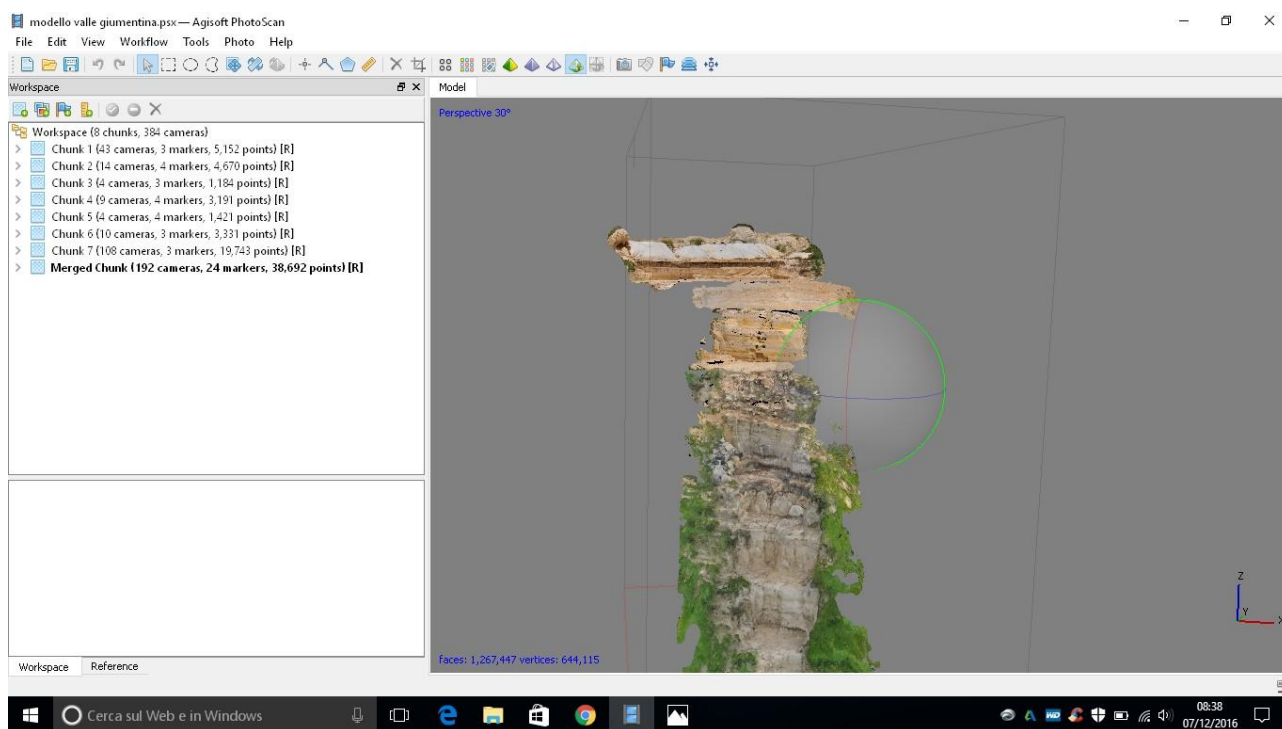 modello valle giumentina.psx — Agisoft PhotoScan
File Edit View Workflow Tools Photo Help
Workspace
Model
Workspace (8 chunks, 384 cameras)
Chunk 1 (43 cameras, 3 markers, 5,152 points) [R]
Chunk 2 (14 cameras, 4 markers, 4,670 points) [R]
Chunk 3 (4 cameras, 3 markers, 1,184 points) [R]
Chunk 4 (9 cameras, 4 markers, 3,191 points) [R]
Chunk 5 (4 cameras, 4 markers, 1,421 points) [R]
Chunk 6 (10 cameras, 3 markers, 3,331 points) [R]
Chunk 7 (108 cameras, 3 markers, 19,743 points) [R]
Merged Chunk (192 cameras, 24 markers, 38,692 points) [R]
Perspective 30°
Z
Y
X
faces: 1,267,447 vertices: 644,115
Workspace Reference
Cerca sul Web e in Windows
WD
08:38
07/12/2016